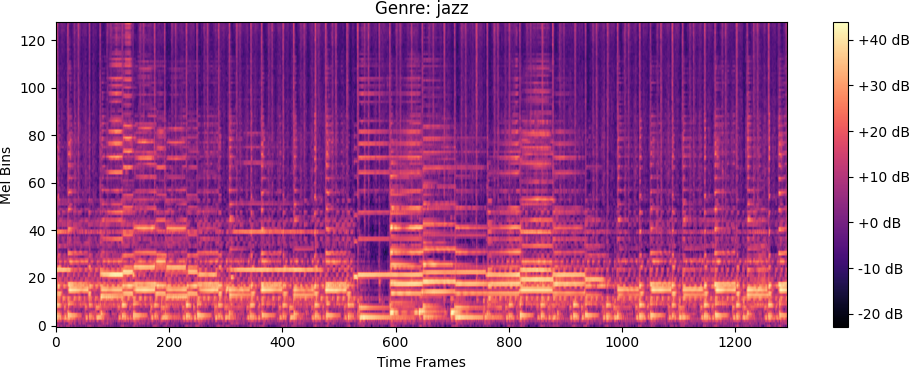 Genre: jazz
120
100
80
60
40
20
0
Mel Bins
0 200 400 600 800 1000 1200
Time Frames
+40 dB
+30 dB
+20 dB
+10 dB
+0 dB
-10 dB
-20 dB